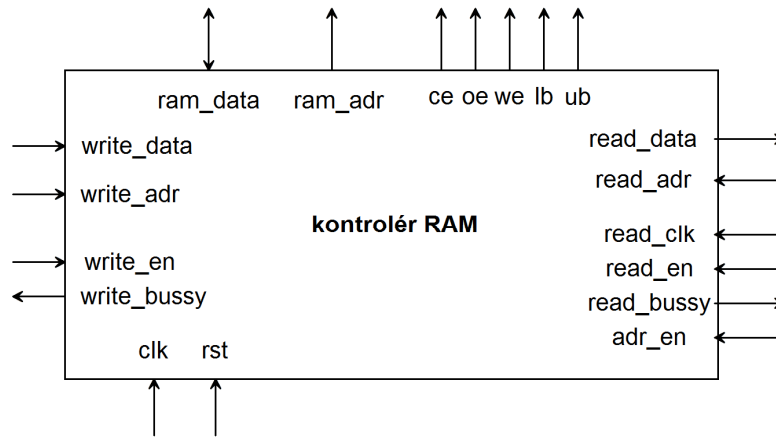 ram_data ram_adr ce oe we lb ub
write_data
read_data
write_adr
read_adr
kontrolér RAM
read_clk
write_en
read_en
write_bussy
read_bussy
adr_en
clk rst